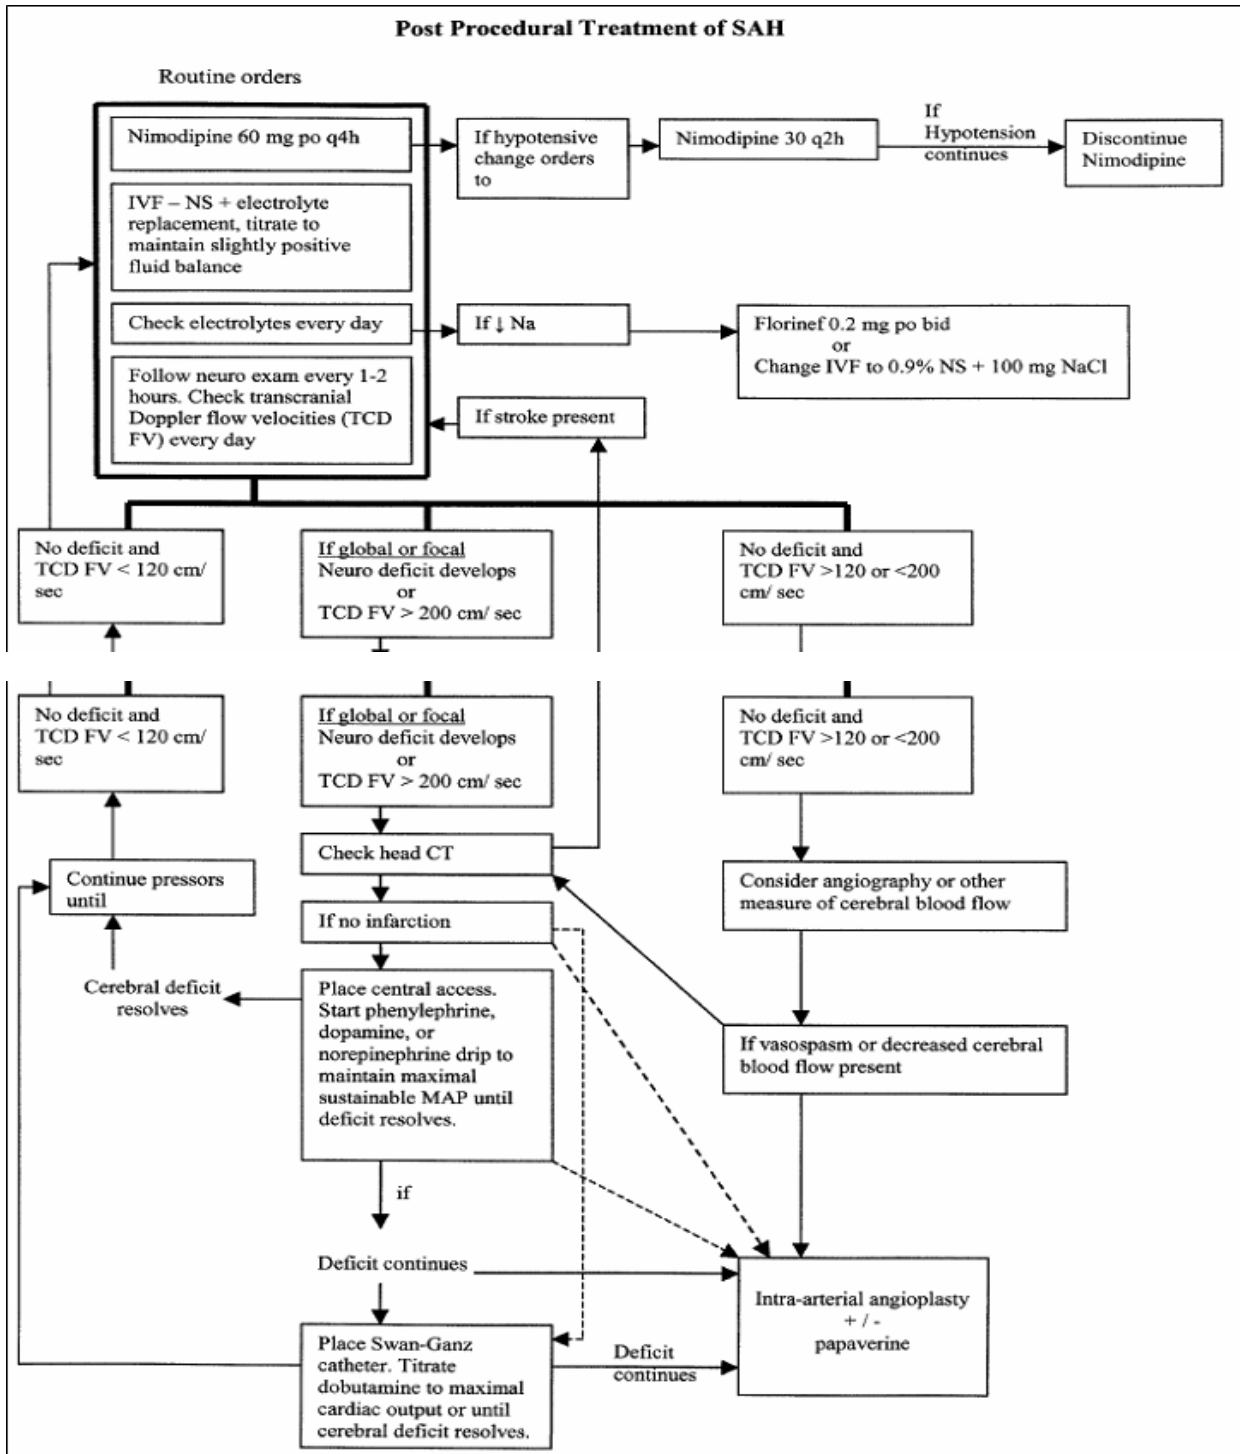 Post Procedural Treatment of SAH
Routine orders
Nimodipine 60 mg po q4h
If hypotensive
change orders
to
Nimodipine 30 q2h
If
Hypotension
continues
Discontinue
Nimodipine
IVF – NS + electrolyte
replacement, titrate to
maintain slightly positive
fluid balance
Check electrolytes every day
If ↓ Na
Florinef 0.2 mg po bid
or
Change IVF to 0.9% NS + 100 mg NaCl
Follow neuro exam every 1-2
hours. Check transcranial
Doppler flow velocities (TCD
FV) every day
If stroke present
No deficit and
TCD FV < 120 cm/
sec
If global or focal
Neuro deficit develops
or
TCD FV > 200 cm/ sec
No deficit and
TCD FV >120 or <200
cm/ sec
No deficit and
TCD FV < 120 cm/
sec
If global or focal
Neuro deficit develops
or
TCD FV > 200 cm/ sec
No deficit and
TCD FV >120 or <200
cm/ sec
Check head CT
Continue pressors
until
Consider angiography or other
measure of cerebral blood flow
If no infarction
Cerebral deficit
resolves
Place central access.
Start phenylephrine,
dopamine, or
norepinephrine drip to
maintain maximal
sustainable MAP until
deficit resolves.
If vasospasm or decreased cerebral
blood flow present
if
Deficit continues
Intra-arterial angioplasty
+ / -
papaverine
Place Swan-Ganz
catheter. Titrate
dobutamine to maximal
cardiac output or until
cerebral deficit resolves.
Deficit
continues